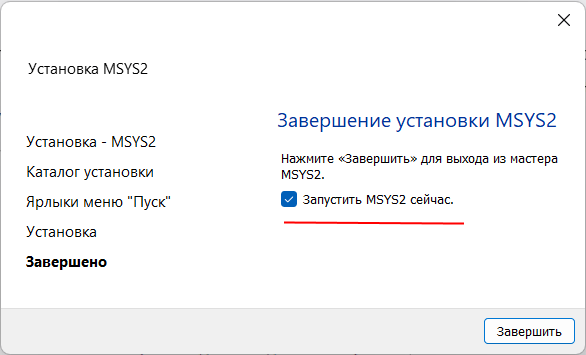 Установка MSYS2
Установка - MSYS2
Каталог установки
Ярлыки меню "Пуск"
Установка
Завершено
Завершение установки MSYS2
Нажмите «Завершить» для выхода из мастера
MSYS2.
Запустить MSYS2 сейчас.
Завершить